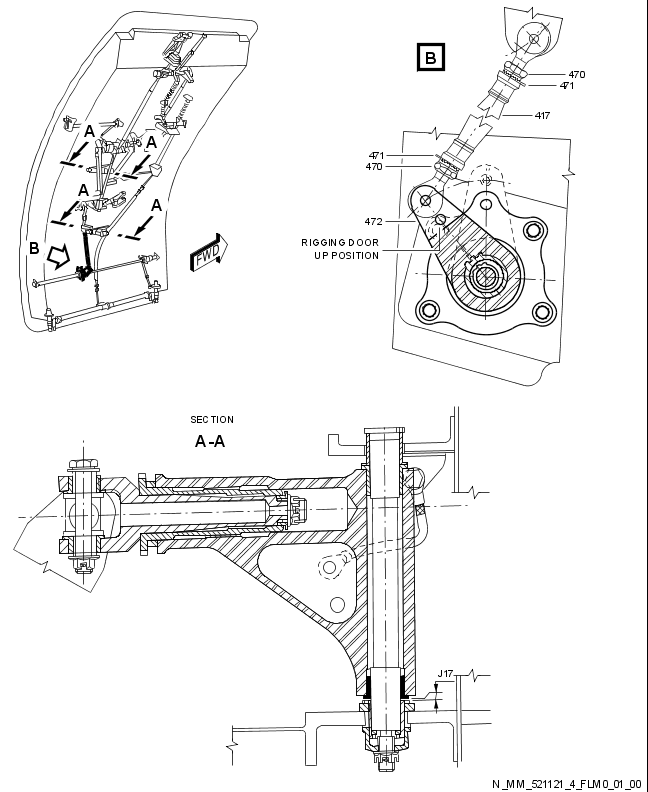 B
470
471
417
A
A
471
470
A
472
A
B
RIGGING DOOR
UP POSITION
FWD
SECTION
A-A
J17
N_MM_521121_4_FLM0_01_00